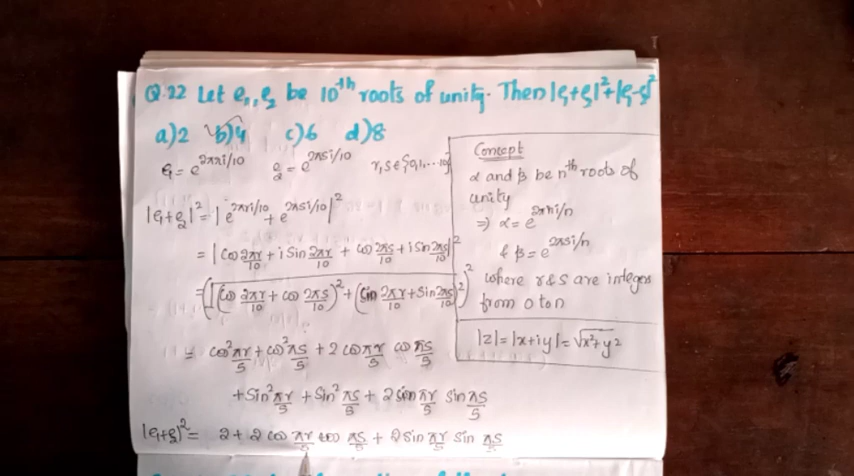 Q.22 Let e₁, e₂ be 10th roots of unity. Then |e₁+e₂|²+|e₁-e₂|²
a) 2 b) 4 c) 6 d) 8
e₁ = e^{2πri/10} e₂ = e^{2πsi/10} r,s ∈ {0,1,...10}
|e₁+e₂|² = |e^{2πri/10} + e^{2πsi/10}|²
= |cos 2πr/10 + i sin 2πr/10 + cos 2πs/10 + i sin 2πs/10|²
= (√((cos 2πr/10 + cos 2πs/10)² + (sin 2πr/10 + sin 2πs/10)²))²
= cos² πr/5 + cos² πs/5 + 2 cos πr/5 cos πs/5
+ sin² πr/5 + sin² πs/5 + 2 sin πr/5 sin πs/5
|e₁+e₂|² = 2 + 2 cos πr/5 cos πs/5 + 2 sin πr/5 sin πs/5
Concept
α and β be nth roots of
unity
⇒ α = e^{2πri/n}
& β = e^{2πsi/n}
where r & s are integers
from 0 to n
|z| = |x+iy| = √x²+y²